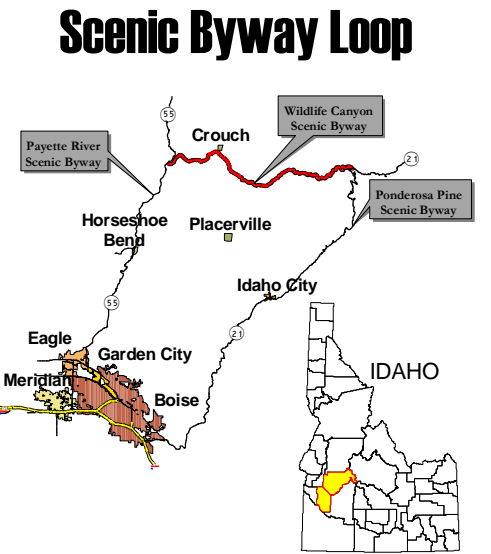 Scenic Byway Loop
55
Crouch
Wildlife Canyon
Scenic Byway
Payette River
Scenic Byway
21
Ponderosa Pine
Scenic Byway
Horseshoe
Bend
Placerville
Idaho City
55
21
Eagle
Garden City
Meridian
Boise
IDAHO